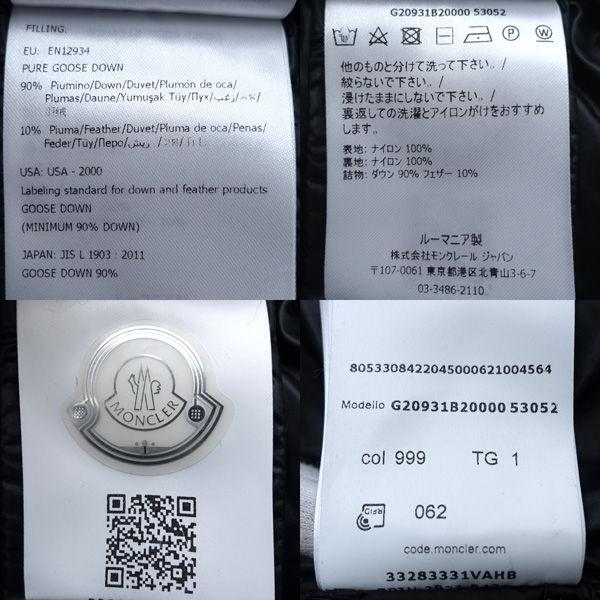 FILLING:
EU: EN12934
PURE GOOSE DOWN
90% Piumino/Down/Duvet/Plumón de oca/
Plumas/Daune/Yumuşak Tüy/Пух/زغب/
10% Piuma/Feather/Duvet/Pluma de oca/Penas/
Feder/Tüy/Перо/ريش/
USA: USA - 2000
Labeling standard for down and feather products
GOOSE DOWN
(MINIMUM 90% DOWN)
JAPAN: JIS L 1903 : 2011
GOOSE DOWN 90%
G20931B20000 53052
他のものと分けて洗って下さい。/
絞らないで下さい。/
浸けたままにしないで下さい。/
裏返しての洗濯とアイロンがけをおすすめ
します。/
表地: ナイロン 100%
裏地: ナイロン 100%
詰物: ダウン 90% フェザー 10%
ルーマニア製
株式会社モンクレール ジャパン
〒107-0061 東京都港区北青山3-6-7
03-3486-2110
MONCLER
1
8053308422045000621004564
Modello G20931B20000 53052
col 999 TG 1
RFID 062
code.moncler.com
33283331VAHB